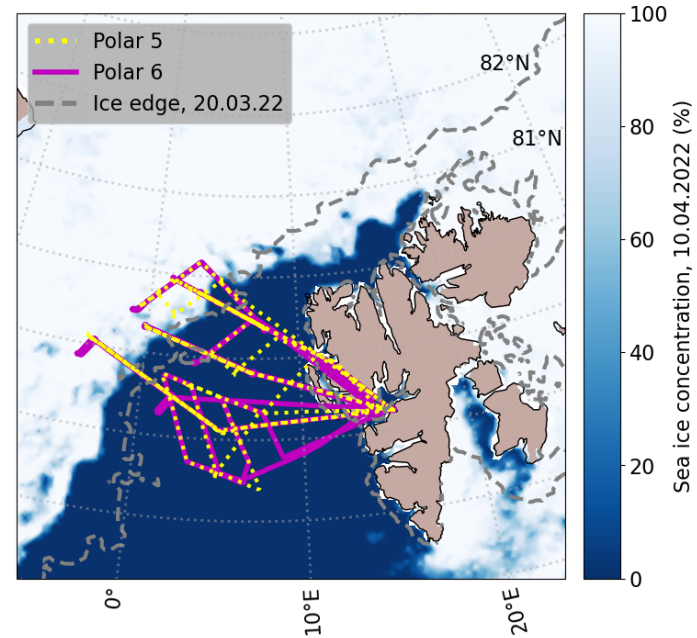 Polar 5
Polar 6
Ice edge, 20.03.22
82°N
81°N
0°
10°E
20°E
100
80
60
40
20
0
Sea ice concentration, 10.04.2022 (%)